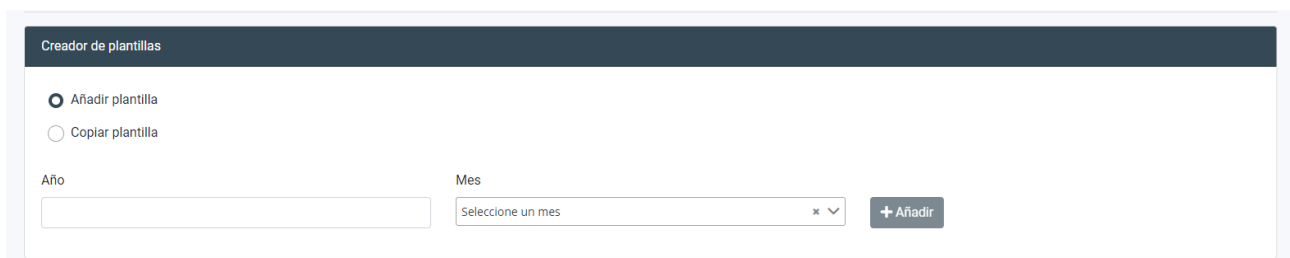 Creador de plantillas
Añadir plantilla
Copiar plantilla
Año Mes
Seleccione un mes
Añadir